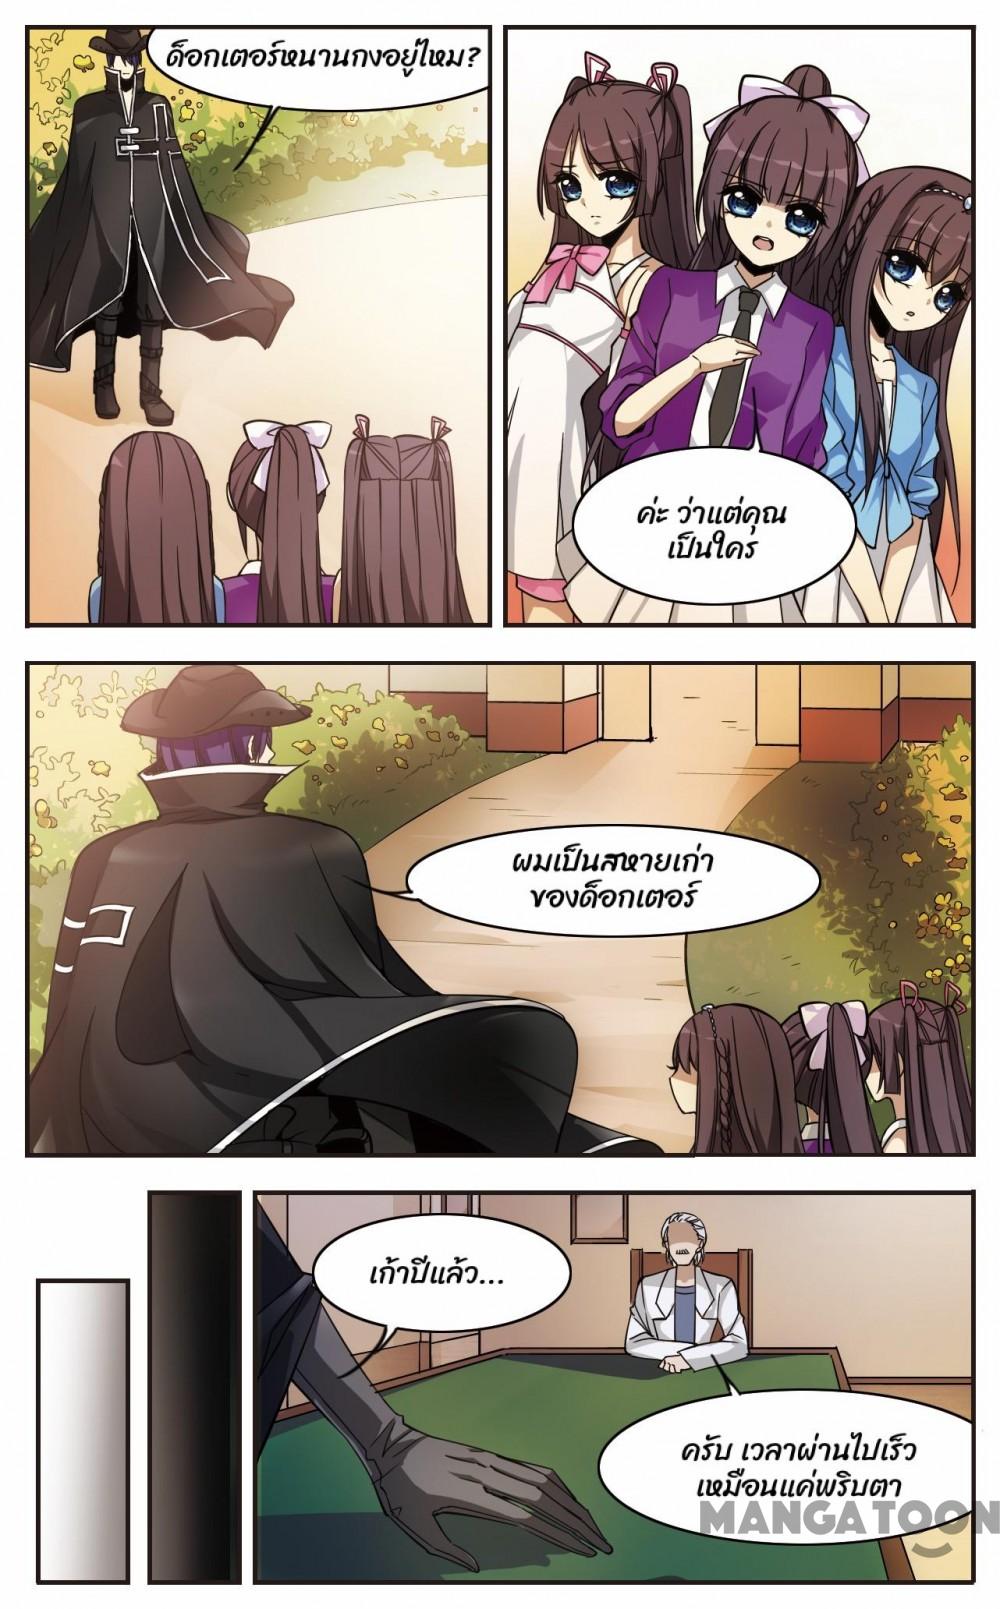 ด็อกเตอร์หนานกงอยู่ไหม?
ค่ะ ว่าแต่คุณ
เป็นใคร
ผมเป็นสหายเก่า
ของด็อกเตอร์
เก้าปีแล้ว...
ครับ เวลาผ่านไปเร็ว
เหมือนแค่พริบตา
MANGATOON